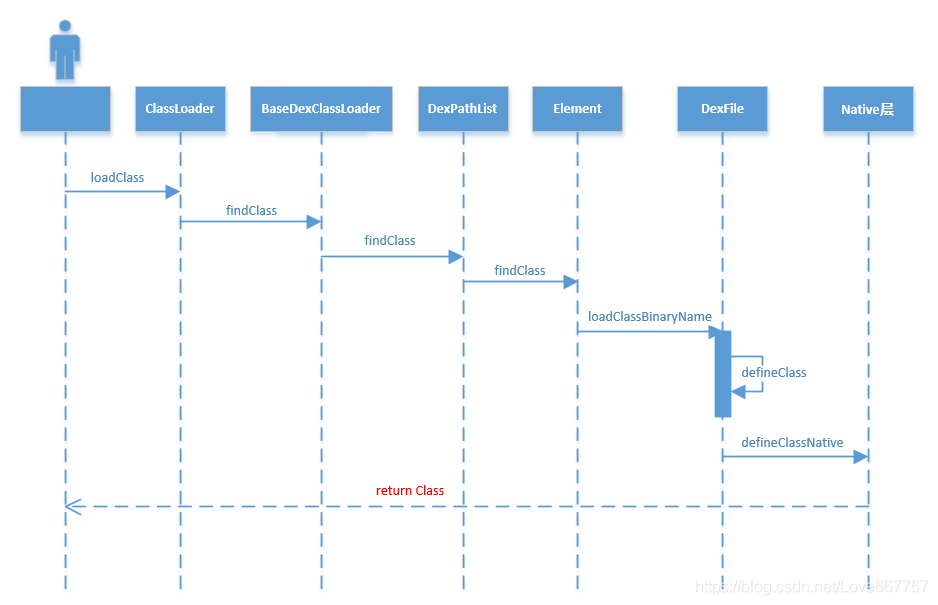 ClassLoader
BaseDexClassLoader
DexPathList
Element
DexFile
Native层
loadClass
findClass
findClass
findClass
loadClassBinaryName
defineClass
defineClassNative
return Class
https://blog.csdn.net/Love667767